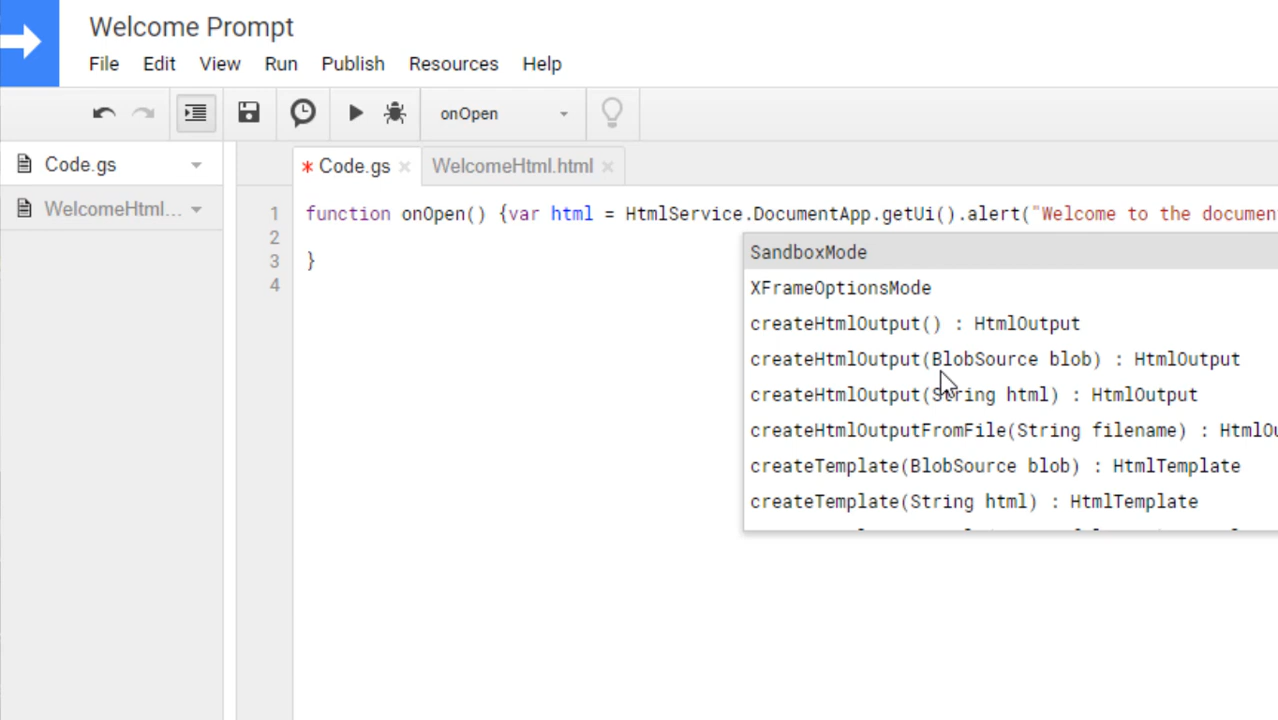 Welcome Prompt
File Edit View Run Publish Resources Help
onOpen
Code.gs
WelcomeHtml...
* Code.gs × WelcomeHtml.html ×
1 function onOpen() {var html = HtmlService.DocumentApp.getUi().alert("Welcome to the documen
2
3 }
4
SandboxMode
XFrameOptionsMode
createHtmlOutput() : HtmlOutput
createHtmlOutput(BlobSource blob) : HtmlOutput
createHtmlOutput(String html) : HtmlOutput
createHtmlOutputFromFile(String filename) : HtmlOu
createTemplate(BlobSource blob) : HtmlTemplate
createTemplate(String html) : HtmlTemplate